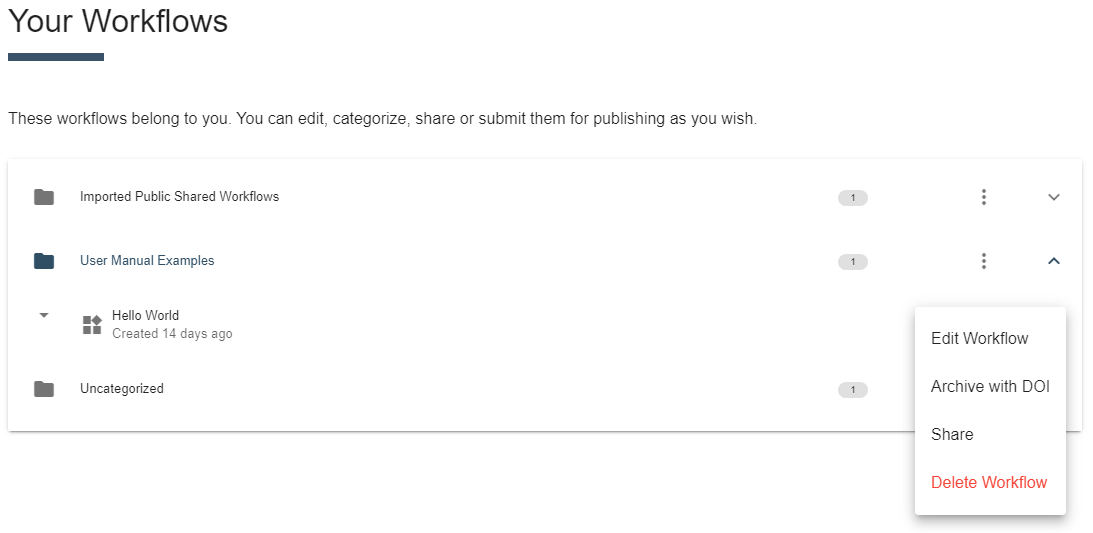 Your Workflows
These workflows belong to you. You can edit, categorize, share or submit them for publishing as you wish.
Imported Public Shared Workflows 1
User Manual Examples 1
Hello World
Created 14 days ago
Edit Workflow
Archive with DOI
Uncategorized 1
Share
Delete Workflow